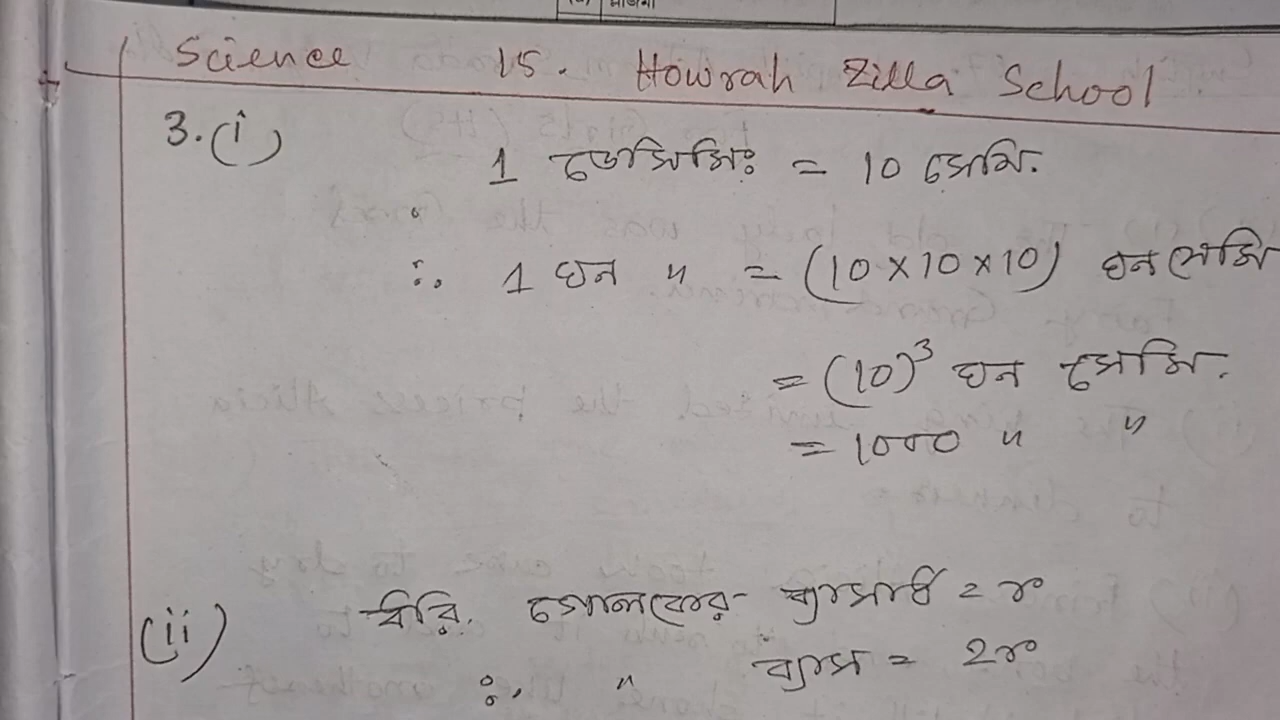 Science 15. Howrah Zilla School
3.(i) 1 ডেসিমিঃ = 10 সেমি.
∴ 1 ঘন " = (10×10×10) ঘন সেমি
= (10)³ ঘন সেমি.
= 1000 " "
(ii) ধরি, গোলকের ব্যাসার্ধ = r
∴ " ব্যাস = 2r